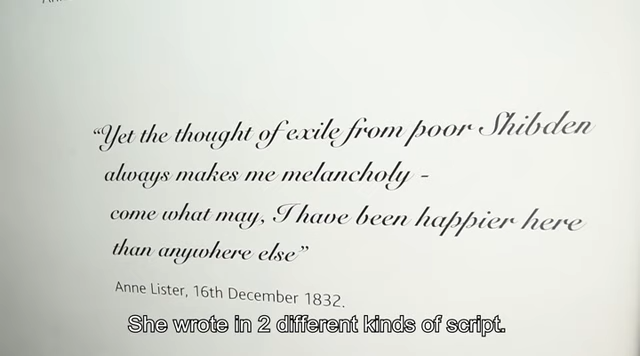 “Yet the thought of exile from poor Shibden
always makes me melancholy -
come what may, I have been happier here
than anywhere else”
Anne Lister, 16th December 1832.
She wrote in 2 different kinds of script.